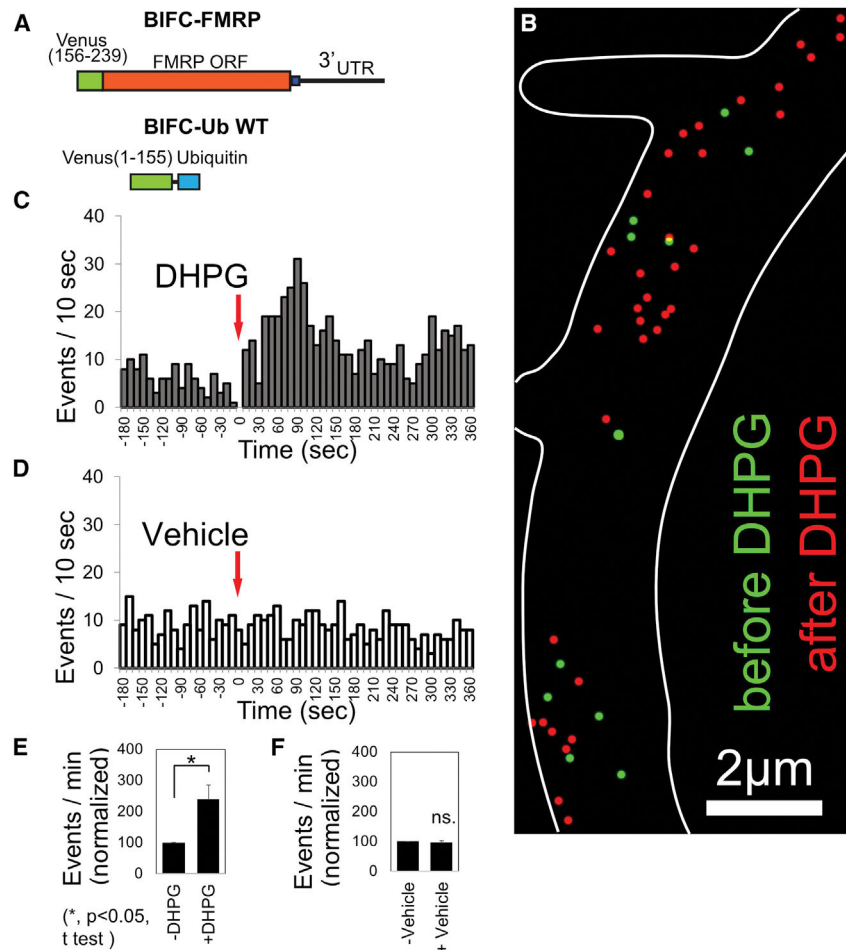 A
BIFC-FMRP
Venus
(156-239)
FMRP ORF
3’UTR
BIFC-Ub WT
Venus(1-155) Ubiquitin
B
before DHPG
after DHPG
2µm
C
Events / 10 sec
40
30
20
10
0
DHPG
-180
-150
-120
-90
-60
-30
0
30
60
90
120
150
180
210
240
270
300
330
360
Time (sec)
D
Events / 10 sec
40
30
20
10
0
Vehicle
-180
-150
-120
-90
-60
-30
0
30
60
90
120
150
180
210
240
270
300
330
360
Time (sec)
E
Events / min
(normalized)
400
300
200
100
0
*
-DHPG
+DHPG
(*, p<0.05,
t test )
F
Events / min
(normalized)
400
300
200
100
0
ns.
-Vehicle
+ Vehicle